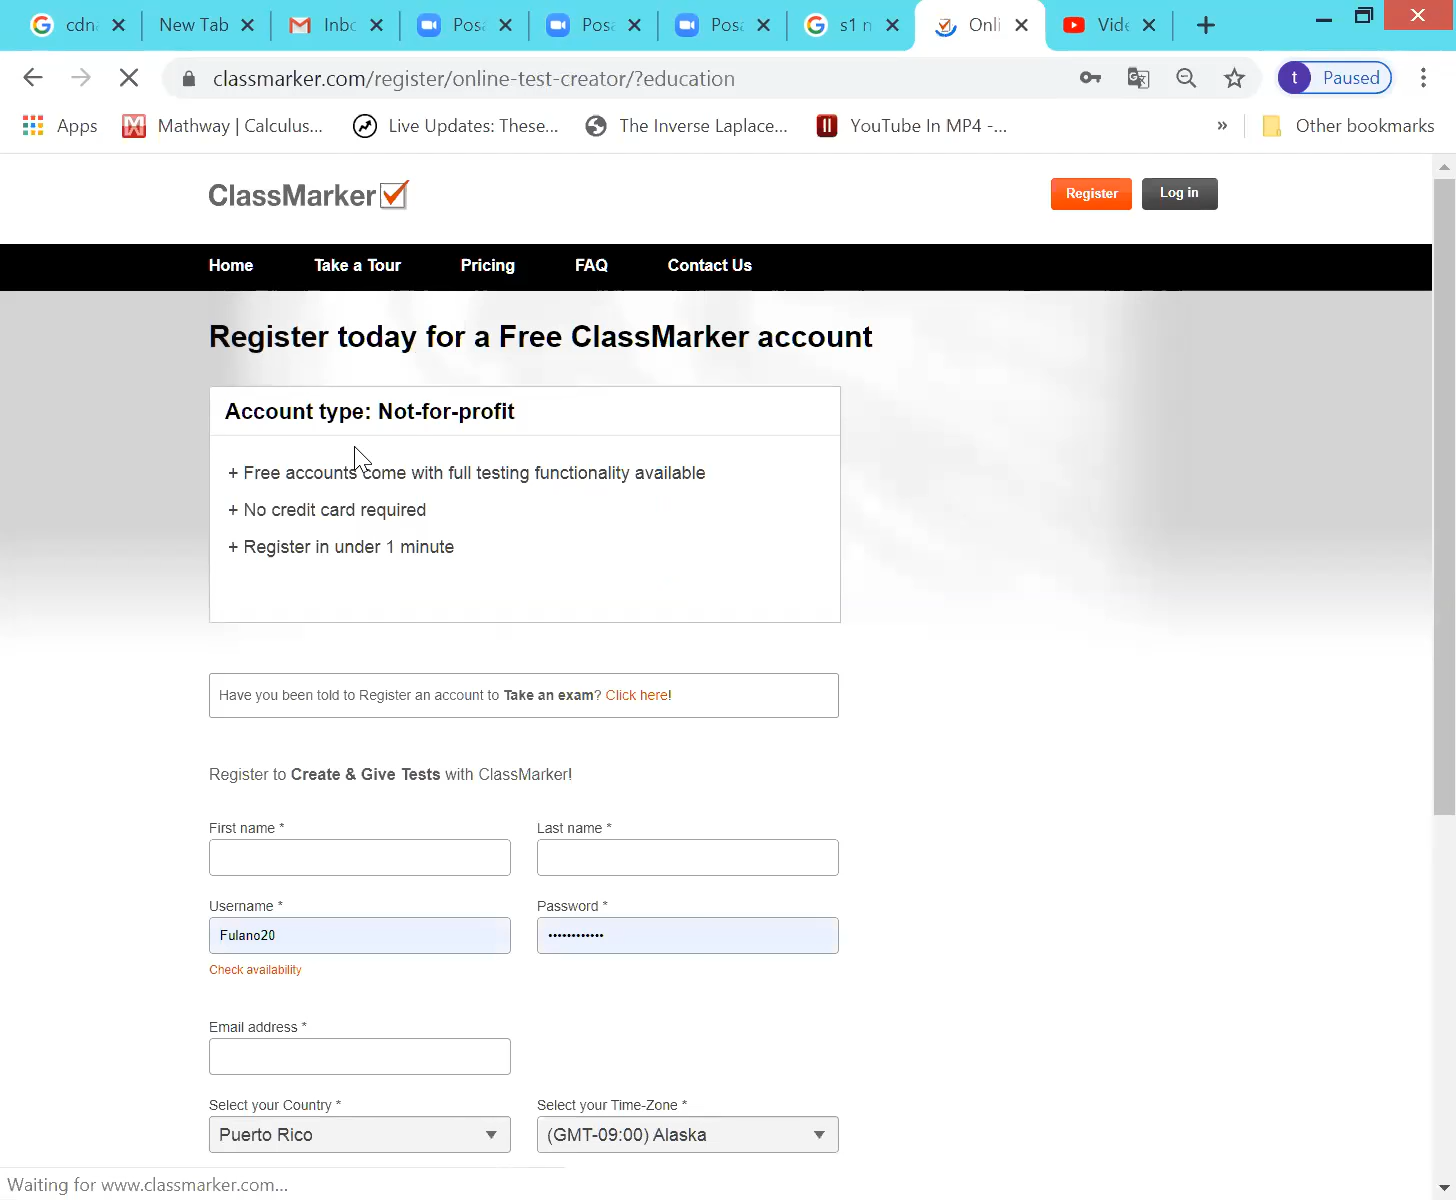 cdn
New Tab
Inbc
Posa
Posa
Posa
s1 n
Onli
Vide
classmarker.com/register/online-test-creator/?education
t
Paused
Apps
Mathway | Calculus...
Live Updates: These...
The Inverse Laplace...
YouTube In MP4 -...
»
Other bookmarks
ClassMarker
Register
Log in
Home
Take a Tour
Pricing
FAQ
Contact Us
Register today for a Free ClassMarker account
Account type: Not-for-profit
+ Free accounts come with full testing functionality available
+ No credit card required
+ Register in under 1 minute
Have you been told to Register an account to Take an exam? Click here!
Register to Create & Give Tests with ClassMarker!
First name *
Last name *
Username *
Password *
Fulano20
••••••••••••
Check availability
Email address *
Select your Country *
Select your Time-Zone *
Puerto Rico
(GMT-09:00) Alaska
Waiting for www.classmarker.com...